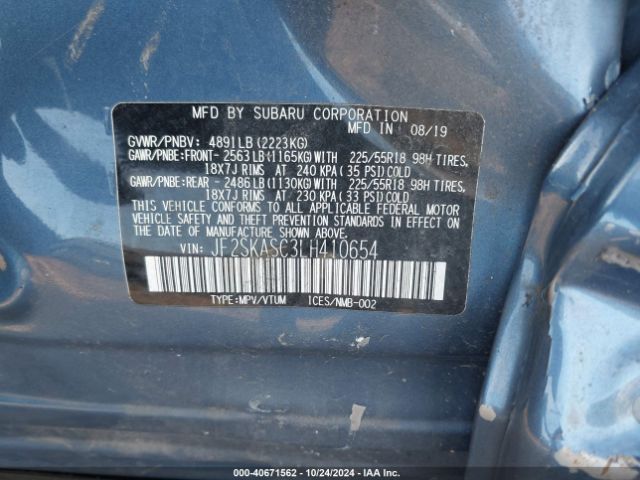 MFD BY SUBARU CORPORATION
MFD IN 08/19
GVWR/PNBV: 4891LB(2223KG)
GAWR/PNBE:FRONT- 2563LB(1165KG)WITH 225/55R18 98H TIRES,
18X7J RIMS AT 240 KPA(35 PSI)COLD
GAWR/PNBE:REAR - 2486LB(1130KG)WITH 225/55R18 98H TIRES,
18X7J RIMS AT 230 KPA(33 PSI)COLD
THIS VEHICLE CONFORMS TO ALL APPLICABLE FEDERAL MOTOR
VEHICLE SAFETY AND THEFT PREVENTION STANDARDS IN EFFECT ON
THE DATE OF MANUFACTURE SHOWN ABOVE.
VIN: JF2SKASC3LH410654
TYPE:MPV/VTUM ICES/NMB-002
000-40671562 | 10/24/2024 | IAA Inc.